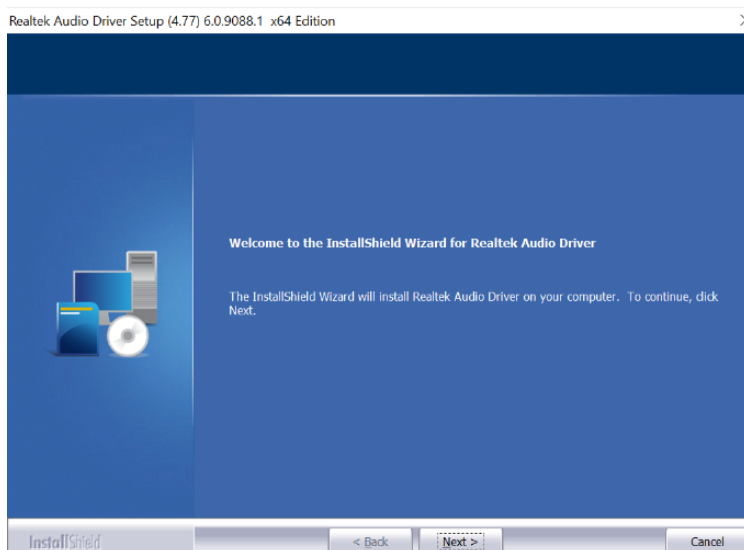 Realtek Audio Driver Setup (4.77) 6.0.9088.1 x64 Edition
Welcome to the InstallShield Wizard for Realtek Audio Driver
The InstallShield Wizard will install Realtek Audio Driver on your computer. To continue, click
Next.
InstallShield
< Back
Next >
Cancel